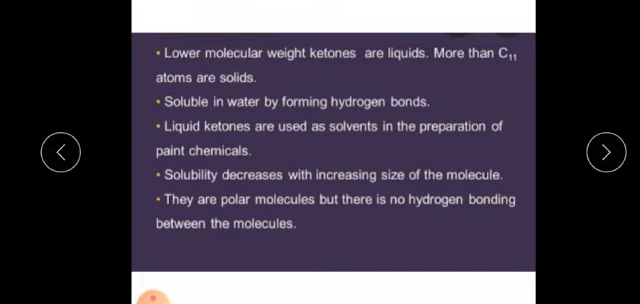 • Lower molecular weight ketones are liquids. More than C₁₁
atoms are solids.
• Soluble in water by forming hydrogen bonds.
• Liquid ketones are used as solvents in the preparation of
paint chemicals.
• Solubility decreases with increasing size of the molecule.
• They are polar molecules but there is no hydrogen bonding
between the molecules.